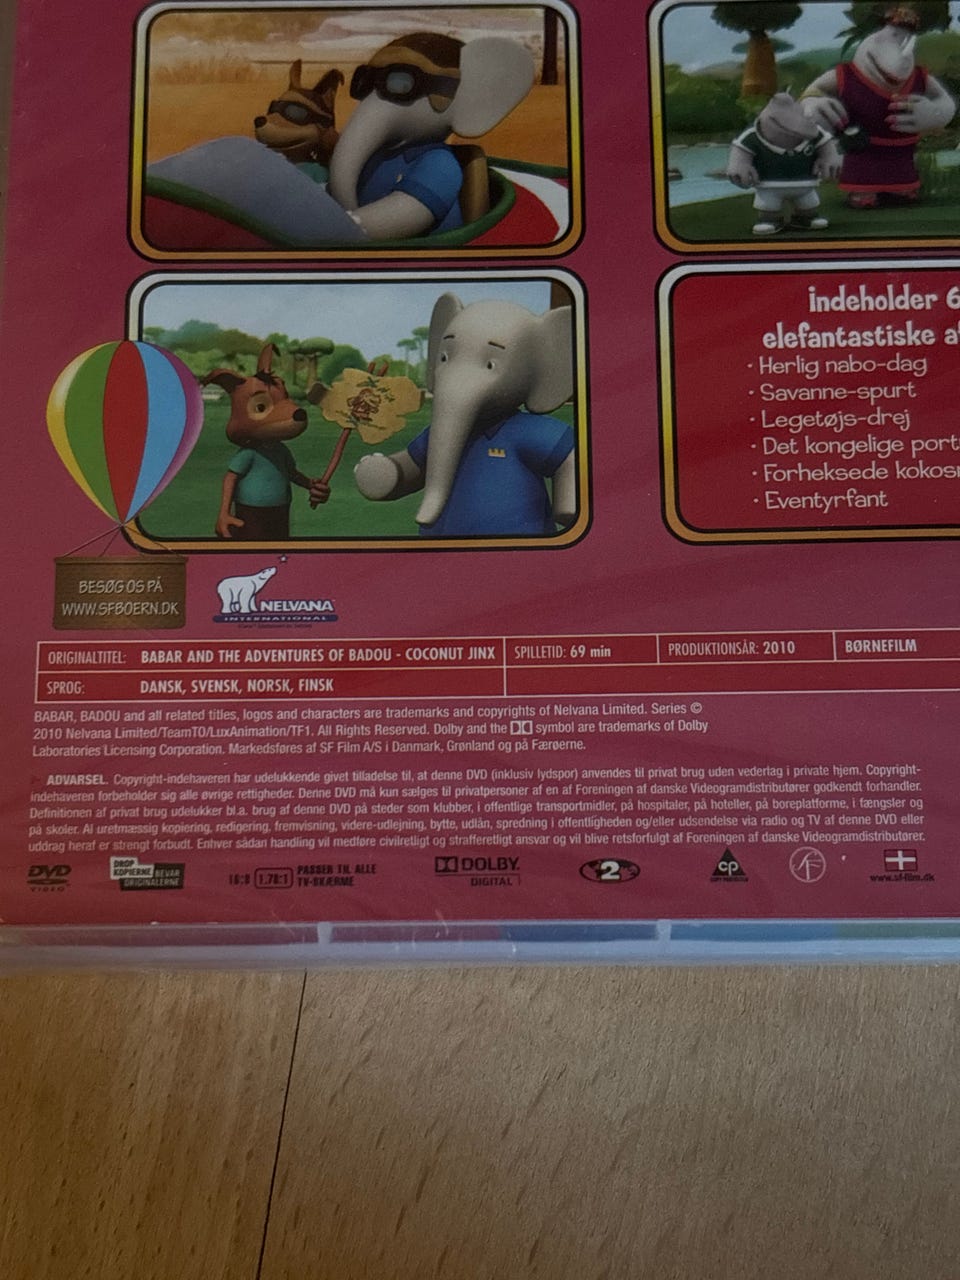 indeholder 6
elefantastiske
• Herlig nabo-dag
• Savanne-spurt
• Legetøjs-drej
• Det kongelige
• Forheksede
• Eventyrfant
BESØG OS PÅ
WWW.SFBOERN.DK
NELVANA
INTERNATIONAL
ORIGINALTITEL: BABAR AND THE ADVENTURES OF BADOU - COCONUT JINX SPILLETID: 69 min PRODUKTIONSÅR: 2010 BØRNEFILM
SPROG: DANSK, SVENSK, NORSK, FINSK
BABAR, BADOU and all related titles, logos and characters are trademarks and copyrights of Nelvana Limited. Series ©
2010 Nelvana Limited/TeamTO/LuxAnimation/TF1. All Rights Reserved. Dolby and the symbol are trademarks of Dolby
Laboratories Licensing Corporation. Markedsføres af SF Film A/S i Danmark, Grønland og på Færøerne.
ADVARSEL. Copyright-indehaveren har udelukkende givet tilladelse til, at denne DVD (inklusiv lydspor) anvendes til privat brug uden vederlag i private hjem. Copyright-
indehaveren forbeholder sig alle øvrige rettigheder. Denne DVD må kun sælges til privatpersoner af en af Foreningen af danske Videogramdistributører godkendt forhandler.
Definitionen af privat brug udelukker bl.a. brug af denne DVD på steder som klubber, i offentlige transportmidler, på hospitaler, på hoteller, på boreplatforme, i fængsler og
på skoler. Al uretmæssig kopiering, redigering, fremvisning, videre-udlejning, bytte, udlån, spredning i offentligheden og/eller udsendelse via radio og TV af denne DVD eller
uddrag heraf er strengt forbudt. Enhver sådan handling vil medføre civilretligt og strafferetligt ansvar og vil blive retsforfulgt af Foreningen af danske Videogramdistributører.
DVD VIDEO
DROP KOPIERNE BEVAR ORIGINALERNE
16:9 1.78:1 PASSER TIL ALLE TV-SKÆRME
DOLBY DIGITAL
2
CP
www.sf-film.dk